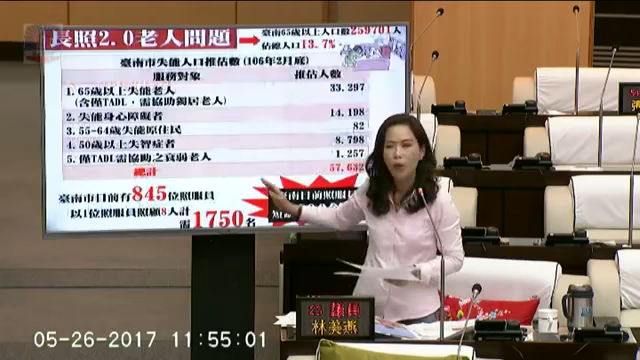 長照2.0老人問題
臺南65歲以上人口數259701人
佔總人口13.7%
臺南市失能人口推估數(106年2月底)
服務對象 推估人數
1. 65歲以上失能老人 33,297
(含僅IADL,需協助獨居老人)
2. 失能身心障礙者 14,198
3. 55-64歲失能原住民 82
4. 50歲以上失智症者 8,798
5. 僅IADL需協助之衰弱老人 1,257
總計 57,632
臺南市目前有845位照服員
以1位照服員照顧8人計
需1750名
臺南目前照服員
23 議員
林美燕
05-26-2017 11:55:01